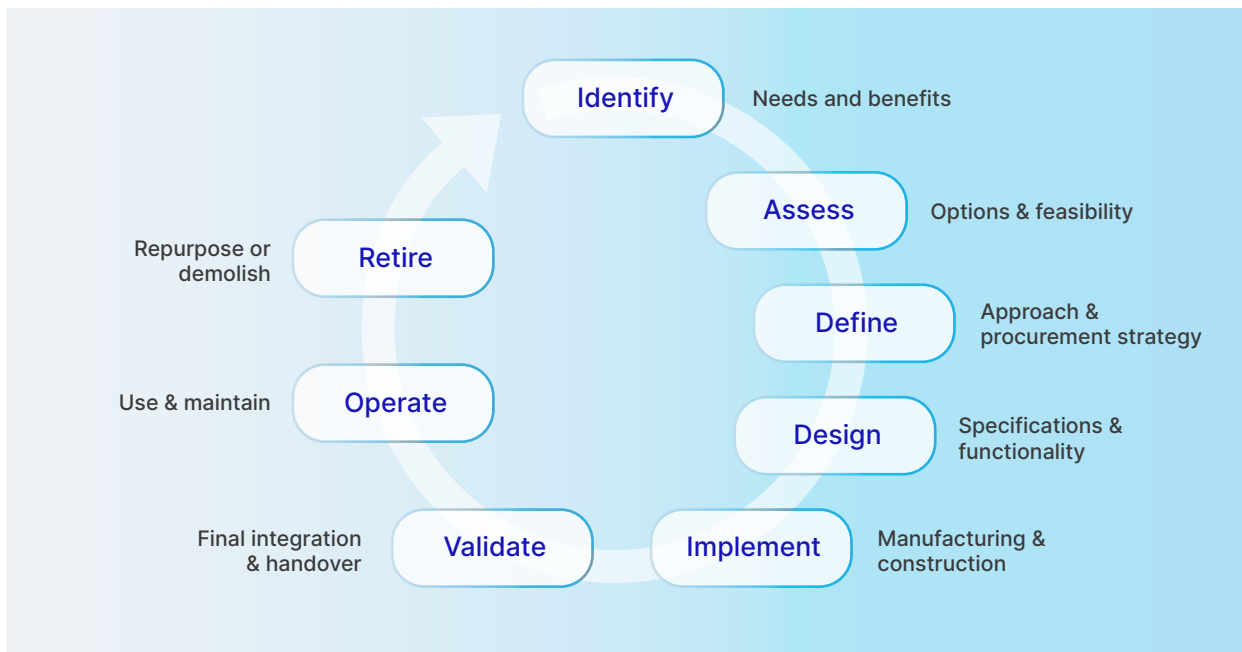 Identify
Needs and benefits
Assess
Options & feasibility
Define
Approach &
procurement strategy
Design
Specifications &
functionality
Implement
Manufacturing &
construction
Validate
Final integration
& handover
Operate
Use & maintain
Retire
Repurpose or
demolish